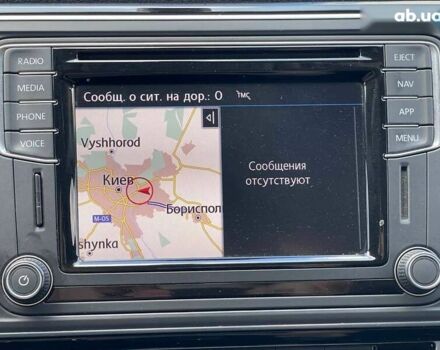 ab.ua
RADIO
MEDIA
PHONE
VOICE
EJECT
NAV
APP
MENU
Сообщ. о сит. на дор.: 0 TMC
Vyshhorod
Киев
М-05
Бориспол
shynka
Сообщения
отсутствуют